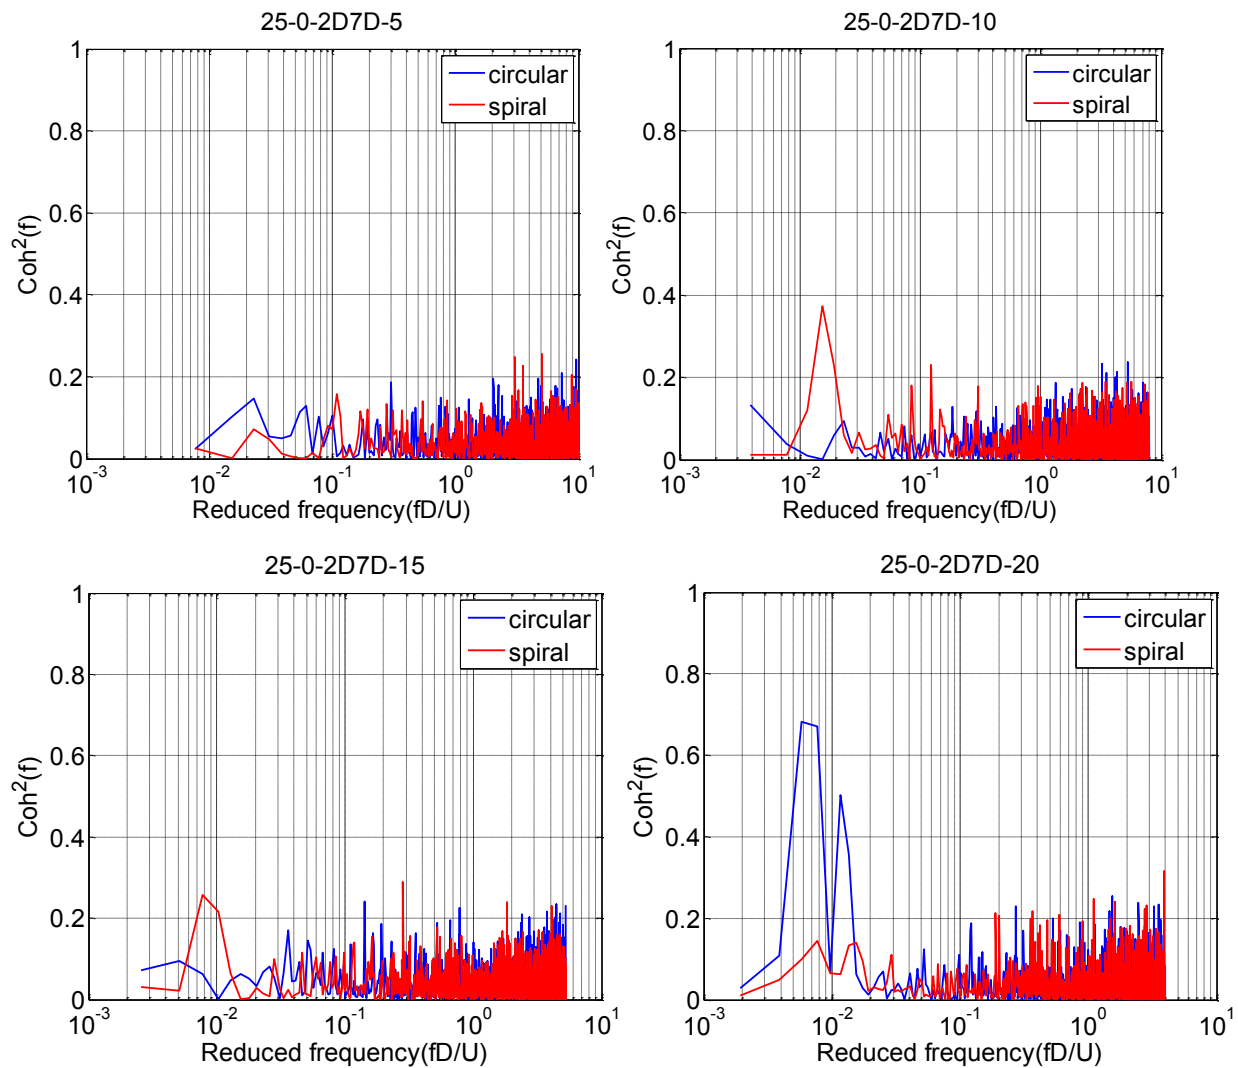 25-0-2D7D-5
Coh²(f)
1
0.8
0.6
0.4
0.2
0
circular
spiral
10⁻³ 10⁻² 10⁻¹ 10⁰ 10¹
Reduced frequency(fD/U)
25-0-2D7D-10
Coh²(f)
1
0.8
0.6
0.4
0.2
0
circular
spiral
10⁻³ 10⁻² 10⁻¹ 10⁰ 10¹
Reduced frequency(fD/U)
25-0-2D7D-15
Coh²(f)
1
0.8
0.6
0.4
0.2
0
circular
spiral
10⁻³ 10⁻² 10⁻¹ 10⁰ 10¹
Reduced frequency(fD/U)
25-0-2D7D-20
Coh²(f)
1
0.8
0.6
0.4
0.2
0
circular
spiral
10⁻³ 10⁻² 10⁻¹ 10⁰ 10¹
Reduced frequency(fD/U)